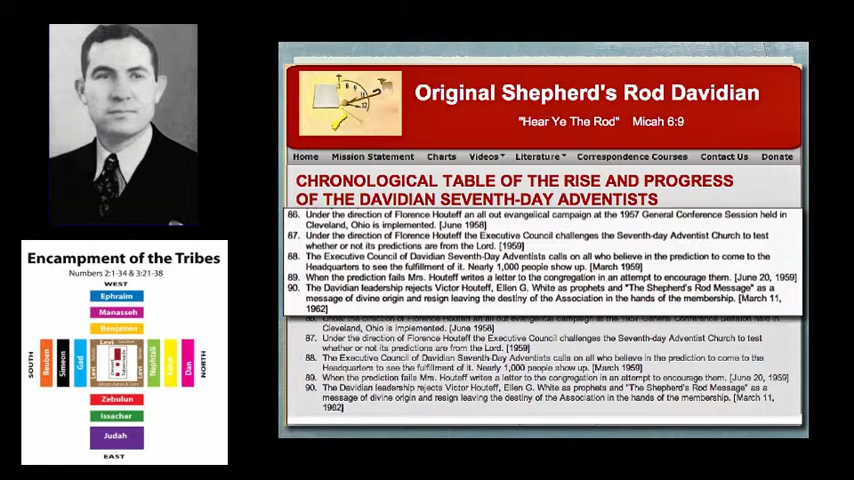 Original Shepherd's Rod Davidian
"Hear Ye The Rod" Micah 6:9
Home Mission Statement Charts Videos Literature Correspondence Courses Contact Us Donate
CHRONOLOGICAL TABLE OF THE RISE AND PROGRESS
OF THE DAVIDIAN SEVENTH-DAY ADVENTISTS
86. Under the direction of Florence Houteff an all out evangelical campaign at the 1957 General Conference Session held in
Cleveland, Ohio is implemented. [June 1958]
87. Under the direction of Florence Houteff the Executive Council challenges the Seventh-day Adventist Church to test
whether or not its predictions are from the Lord. [1959]
88. The Executive Council of Davidian Seventh-Day Adventists calls on all who believe in the prediction to come to the
Headquarters to see the fulfillment of it. Nearly 1,000 people show up. [March 1959]
89. When the prediction fails Mrs. Houteff writes a letter to the congregation in an attempt to encourage them. [June 20, 1959]
90. The Davidian leadership rejects Victor Houteff, Ellen G. White as prophets and "The Shepherd's Rod Message" as a
message of divine origin and resign leaving the destiny of the Association in the hands of the membership. [March 11,
1962]
Cleveland, Ohio is implemented. [June 1958]
87. Under the direction of Florence Houteff the Executive Council challenges the Seventh-day Adventist Church to test
whether or not its predictions are from the Lord. [1959]
88. The Executive Council of Davidian Seventh-Day Adventists calls on all who believe in the prediction to come to the
Headquarters to see the fulfillment of it. Nearly 1,000 people show up. [March 1959]
89. When the prediction fails Mrs. Houteff writes a letter to the congregation in an attempt to encourage them. [June 20, 1959]
90. The Davidian leadership rejects Victor Houteff, Ellen G. White as prophets and "The Shepherd's Rod Message" as a
message of divine origin and resign leaving the destiny of the Association in the hands of the membership. [March 11,
1962]
Encampment of the Tribes
Numbers 2:1-34 & 3:21-38
WEST
Ephraim
Manasseh
Benjamin
SOUTH
Reuben
Simeon
Gad
Levi
Levi
Levi
Nephtali
Dan
NORTH
Zebulun
Issachar
Judah
EAST